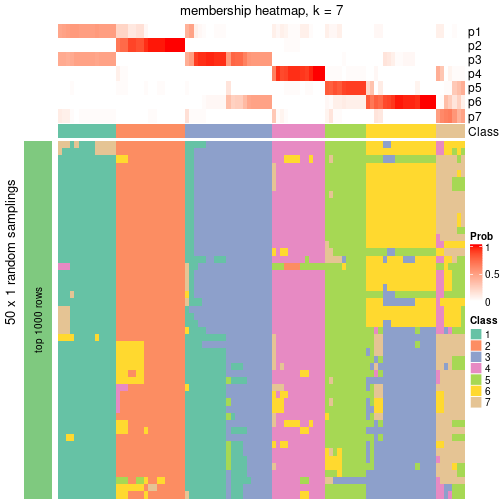 membership heatmap, k = 7
p1
p2
p3
p4
p5
p6
p7
Class
50 x 1 random samplings
top 1000 rows
Prob
1
0.5
0
Class
1
2
3
4
5
6
7